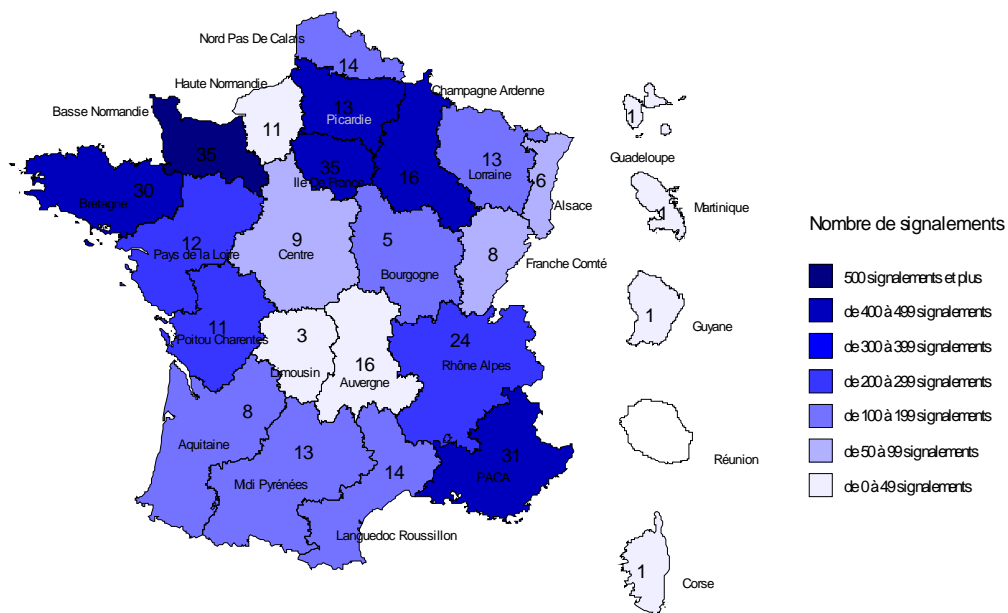 Nord Pas De Calais
14
Haute Normandie
Champagne Ardenne
Basse Normandie
13
Picardie
1
11
35
35
Ile De France
16
13
Lorraine
Guadeloupe
6
30
Bretagne
Alsace
1
Martinique
Nombre de signalements
12
Pays de la Loire
9
Centre
5
Bourgogne
8
Franche Comté
500 signalements et plus
de 400 à 499 signalements
11
Poitou Charentes
3
Limousin
16
Auvergne
24
Rhône Alpes
1
Guyane
de 300 à 399 signalements
de 200 à 299 signalements
8
Aquitaine
13
Midi Pyrénées
14
31
PACA
Réunion
de 100 à 199 signalements
de 50 à 99 signalements
de 0 à 49 signalements
Languedoc Roussillon
1
Corse